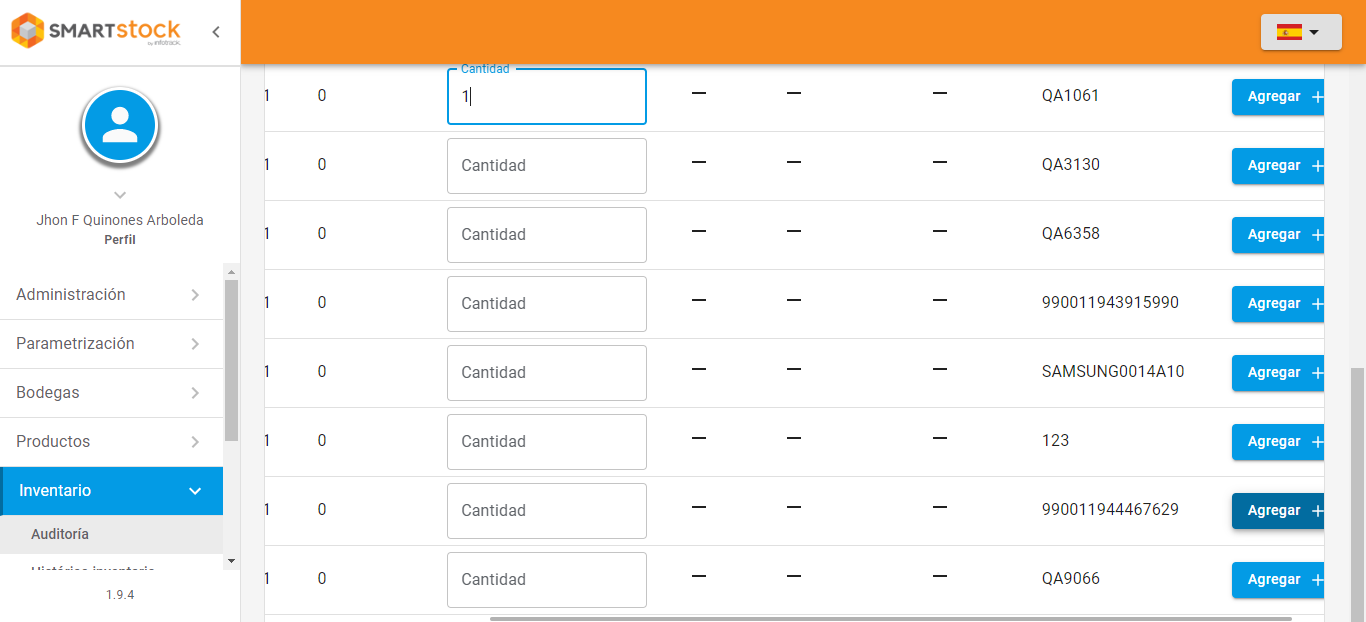 SMARTstock
by infotrack.
Jhon F Quinones Arboleda
Perfil
Administración
Parametrización
Bodegas
Productos
Inventario
Auditoría
Histórico inventario
1.9.4
Cantidad
1 0 1 — — — QA1061 Agregar +
1 0 Cantidad — — — QA3130 Agregar +
1 0 Cantidad — — — QA6358 Agregar +
1 0 Cantidad — — — 990011943915990 Agregar +
1 0 Cantidad — — — SAMSUNG0014A10 Agregar +
1 0 Cantidad — — — 123 Agregar +
1 0 Cantidad — — — 990011944467629 Agregar +
1 0 Cantidad — — — QA9066 Agregar +